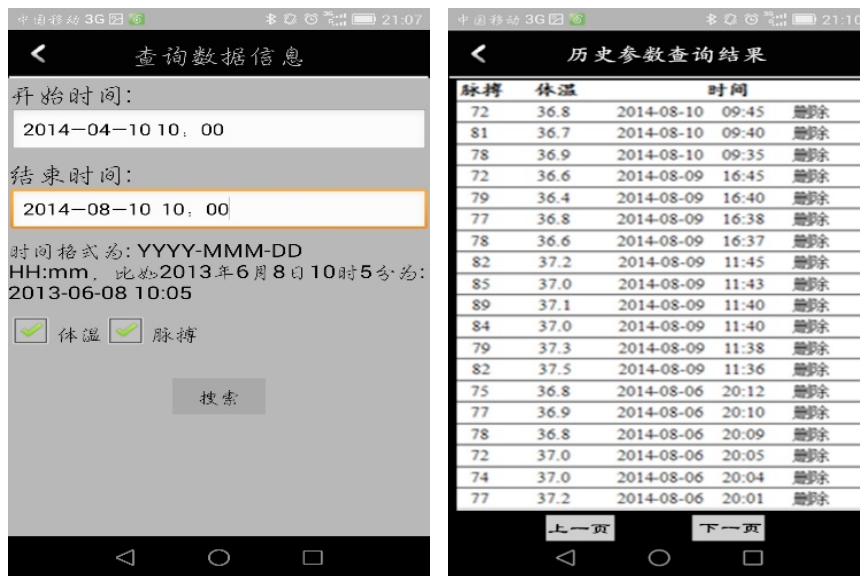 中国移动 3G 21:07
查询数据信息
开始时间:
2014-04-10 10：00
结束时间:
2014-08-10 10：00
时间格式为: YYYY-MMM-DD
HH:mm，比如2013年6月8日10时5分为:
2013-06-08 10:05
体温 脉搏
搜索
中国移动 3G 21:10
历史参数查询结果
脉搏 体温 时间
72 36.8 2014-08-10 09:45 删除
81 36.7 2014-08-10 09:40 删除
78 36.9 2014-08-10 09:35 删除
72 36.6 2014-08-09 16:45 删除
79 36.4 2014-08-09 16:40 删除
77 36.8 2014-08-09 16:38 删除
78 36.6 2014-08-09 16:37 删除
82 37.2 2014-08-09 11:45 删除
85 37.0 2014-08-09 11:43 删除
89 37.1 2014-08-09 11:40 删除
84 37.0 2014-08-09 11:40 删除
79 37.3 2014-08-09 11:38 删除
82 37.5 2014-08-09 11:36 删除
75 36.8 2014-08-06 20:12 删除
77 36.9 2014-08-06 20:10 删除
78 36.8 2014-08-06 20:09 删除
72 37.0 2014-08-06 20:05 删除
74 37.0 2014-08-06 20:04 删除
77 37.2 2014-08-06 20:01 删除
上一页 下一页